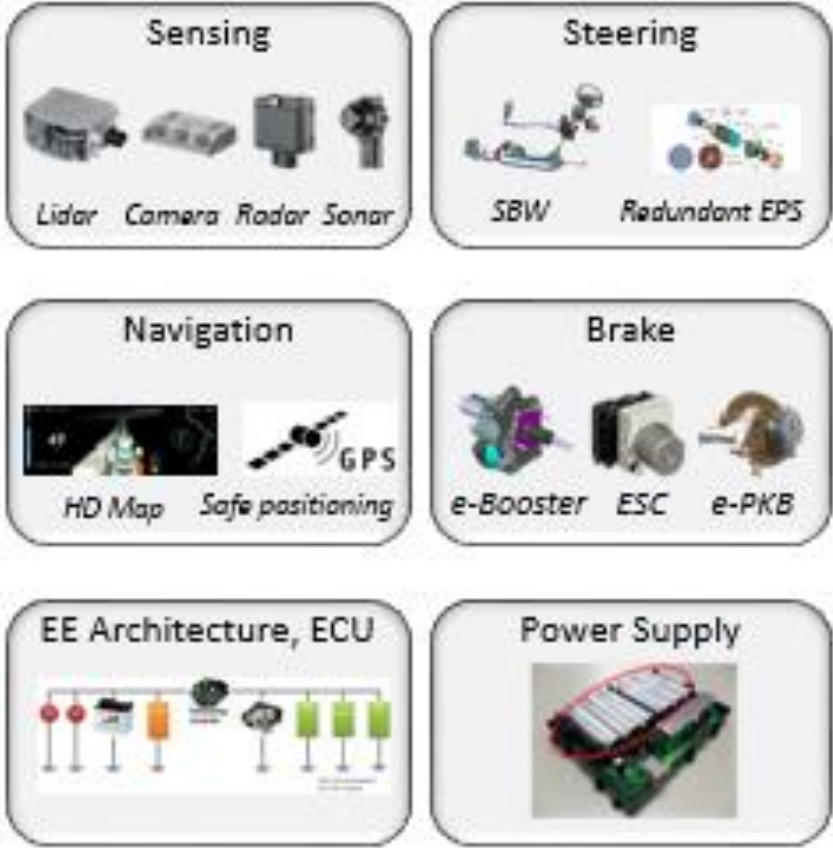 Sensing
Lidar Camera Radar Sonar
Steering
SBW Redundant EPS
Navigation
GPS
HD Map Safe positioning
Brake
e-Booster ESC e-PKB
EE Architecture, ECU
Power Supply